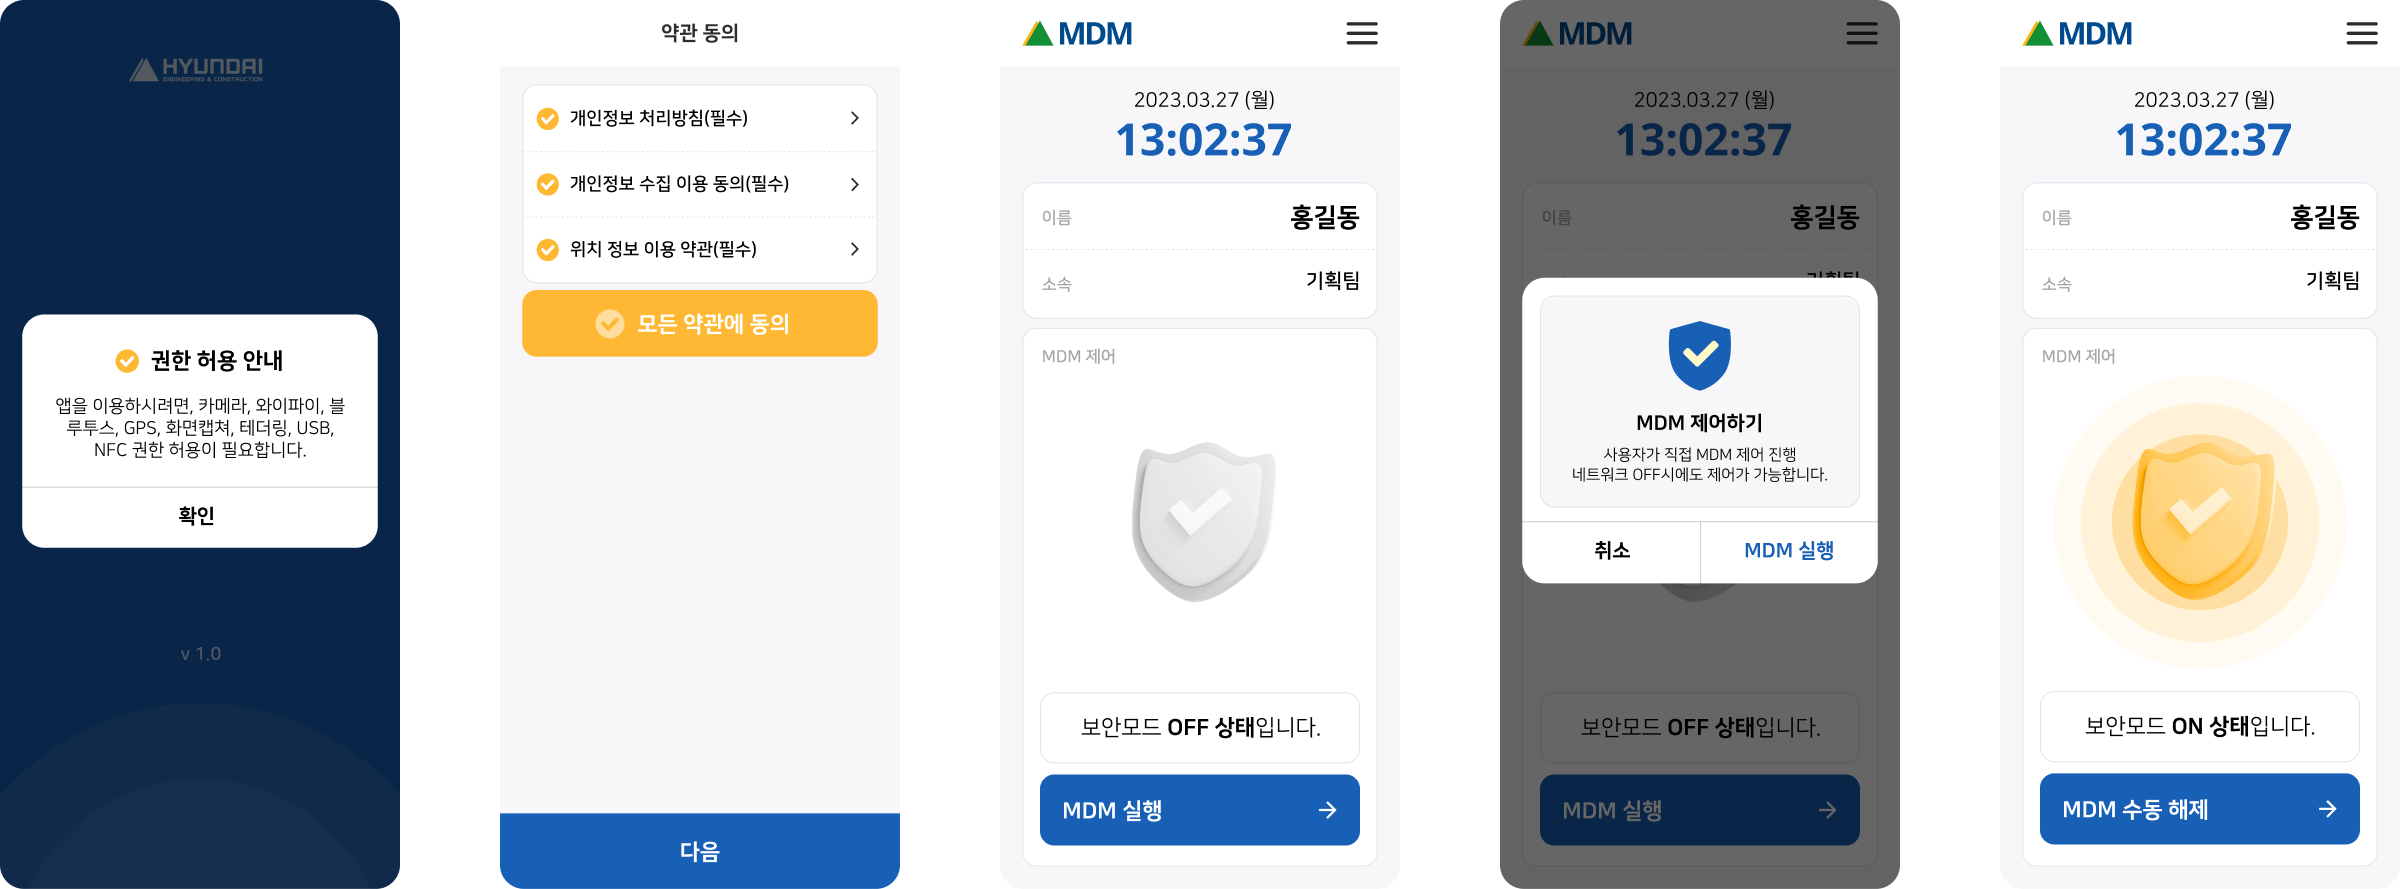 HYUNDAI
ENGINEERING & CONSTRUCTION
권한 허용 안내
앱을 이용하시려면, 카메라, 와이파이, 블
루투스, GPS, 화면캡쳐, 테더링, USB,
NFC 권한 허용이 필요합니다.
확인
v 1.0
약관 동의
개인정보 처리방침(필수)
개인정보 수집 이용 동의(필수)
위치 정보 이용 약관(필수)
모든 약관에 동의
다음
MDM
2023.03.27 (월)
13:02:37
이름
홍길동
소속
기획팀
MDM 제어
보안모드 OFF 상태입니다.
MDM 실행
MDM
2023.03.27 (월)
13:02:37
이름
홍길동
기획팀
MDM 제어하기
사용자가 직접 MDM 제어 진행
네트워크 OFF시에도 제어가 가능합니다.
취소
MDM 실행
보안모드 OFF 상태입니다.
MDM 실행
MDM
2023.03.27 (월)
13:02:37
이름
홍길동
소속
기획팀
MDM 제어
보안모드 ON 상태입니다.
MDM 수동 해제